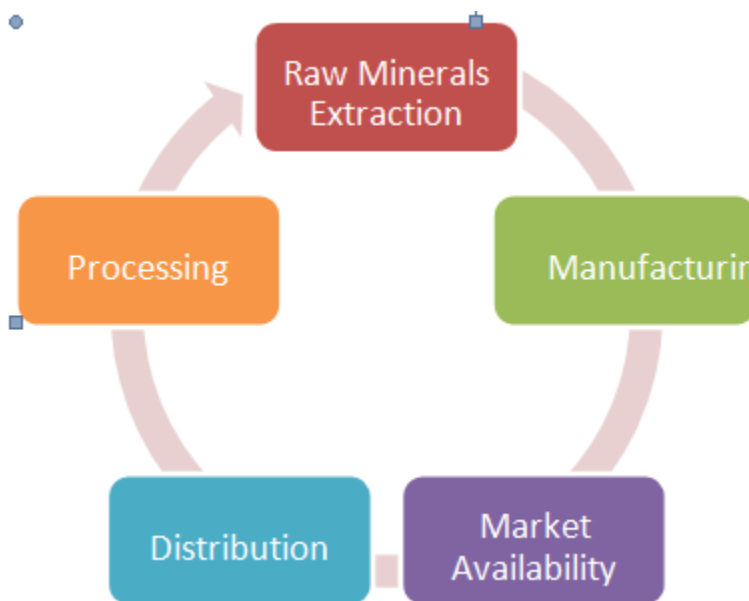 Raw Minerals
Extraction
Processing
Manufacturin
Distribution
Market
Availability